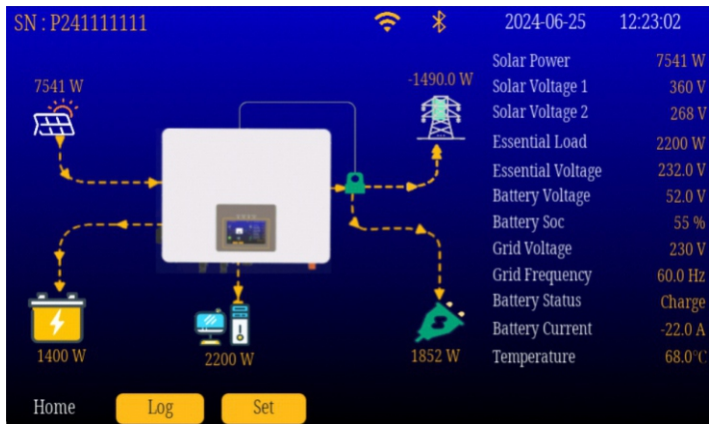 SN : P241111111
2024-06-25 12:23:02
7541 W
-1490.0 W
1400 W
2200 W
1852 W
Solar Power 7541 W
Solar Voltage 1 360 V
Solar Voltage 2 268 V
Essential Load 2200 W
Essential Voltage 232.0 V
Battery Voltage 52.0 V
Battery Soc 55 %
Grid Voltage 230 V
Grid Frequency 60.0 Hz
Battery Status Charge
Battery Current -22.0 A
Temperature 68.0°C
Home Log Set